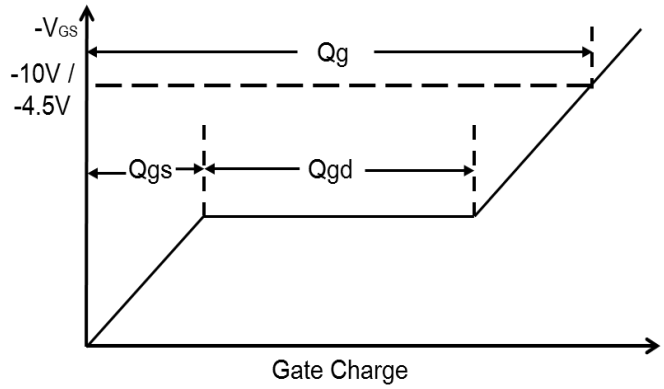 -VGS
Qg
-10V /
-4.5V
Qgs
Qgd
Gate Charge